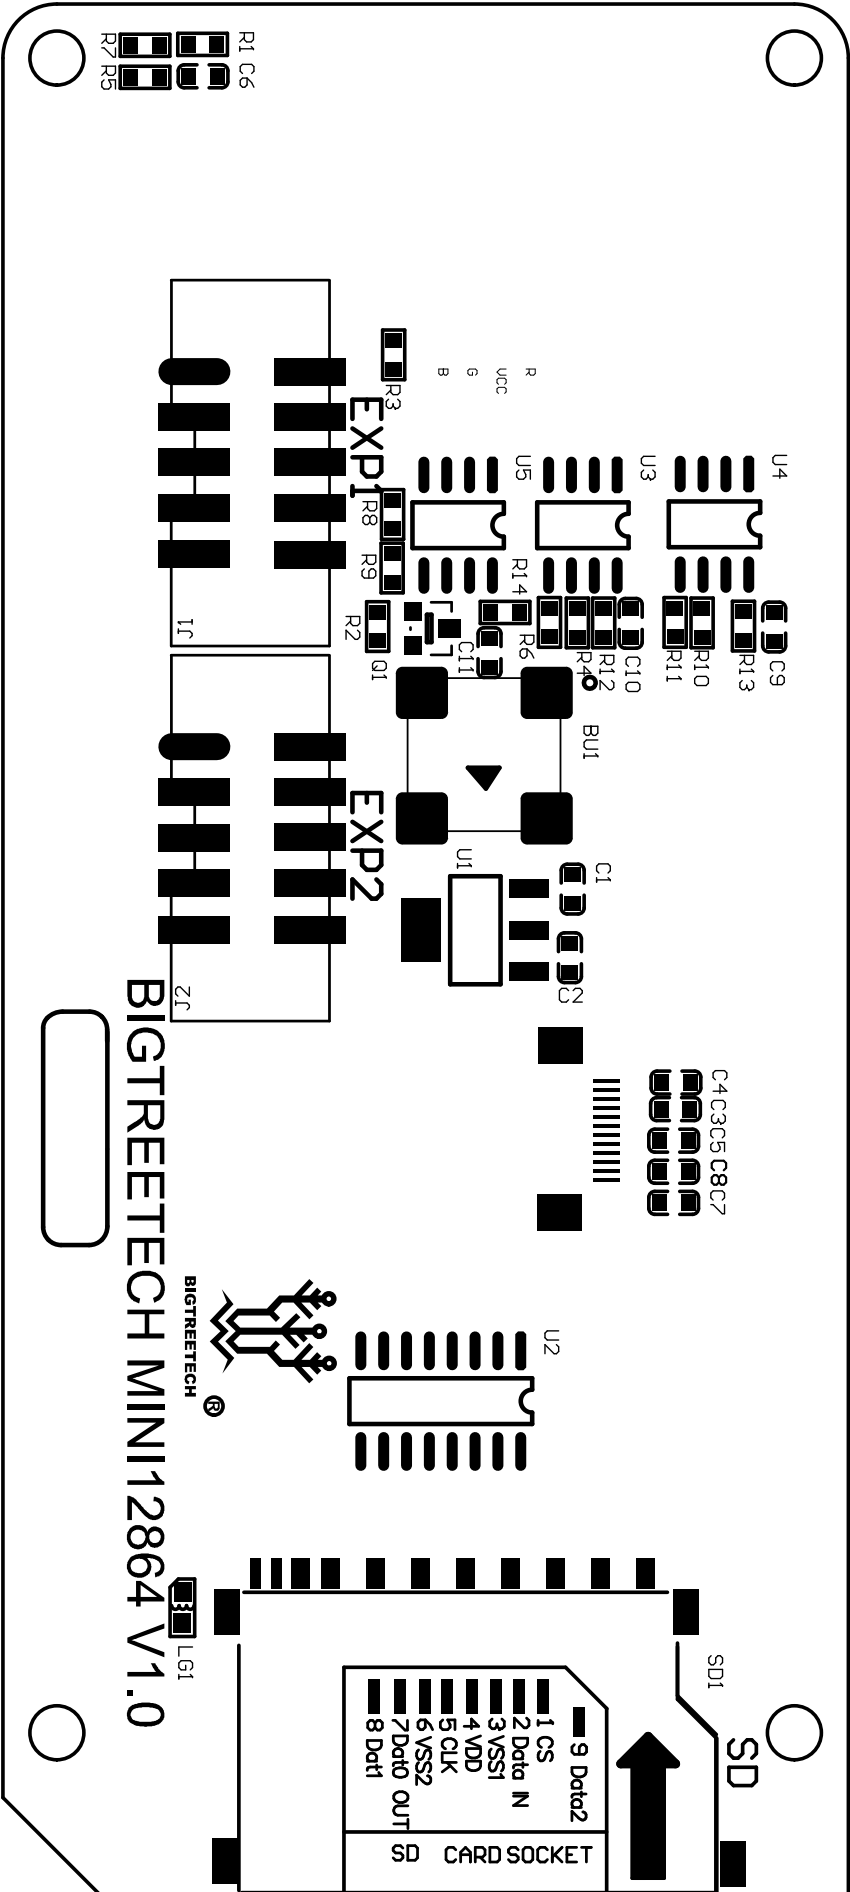 R7
R1
R5
C6
R3
B
G
VCC
R
EXP1
U5
U3
U4
R8
R9
R14
J1
R2
Q1
C11
R6
R4
R12
C10
R11
R10
R13
C9
BU1
EXP2
U1
C1
C2
J2
BIGTREETECH MINI12864 V1.0
C4
C3
C5
C8
C7
BIGTREETECH
®
U2
LG1
SD1
SD
9 Data2
1 CS
2 Data IN
3 VSS1
4 VDD
5 CLK
6 VSS2
7 Dat0 OUT
8 Dat1
SD CARD SOCKET